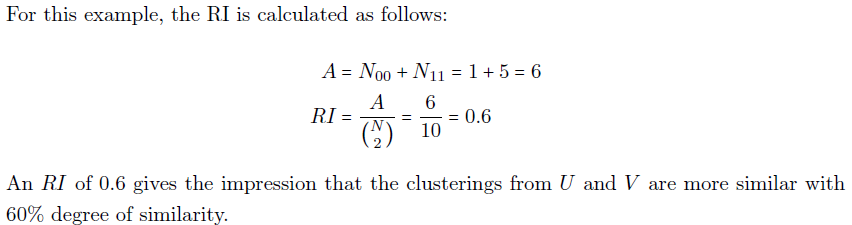 For this example, the RI is calculated as follows:
A = N₀₀ + N₁₁ = 1 + 5 = 6
RI = A / (N 2) = 6 / 10 = 0.6
An RI of 0.6 gives the impression that the clusterings from U and V are more similar with
60% degree of similarity.